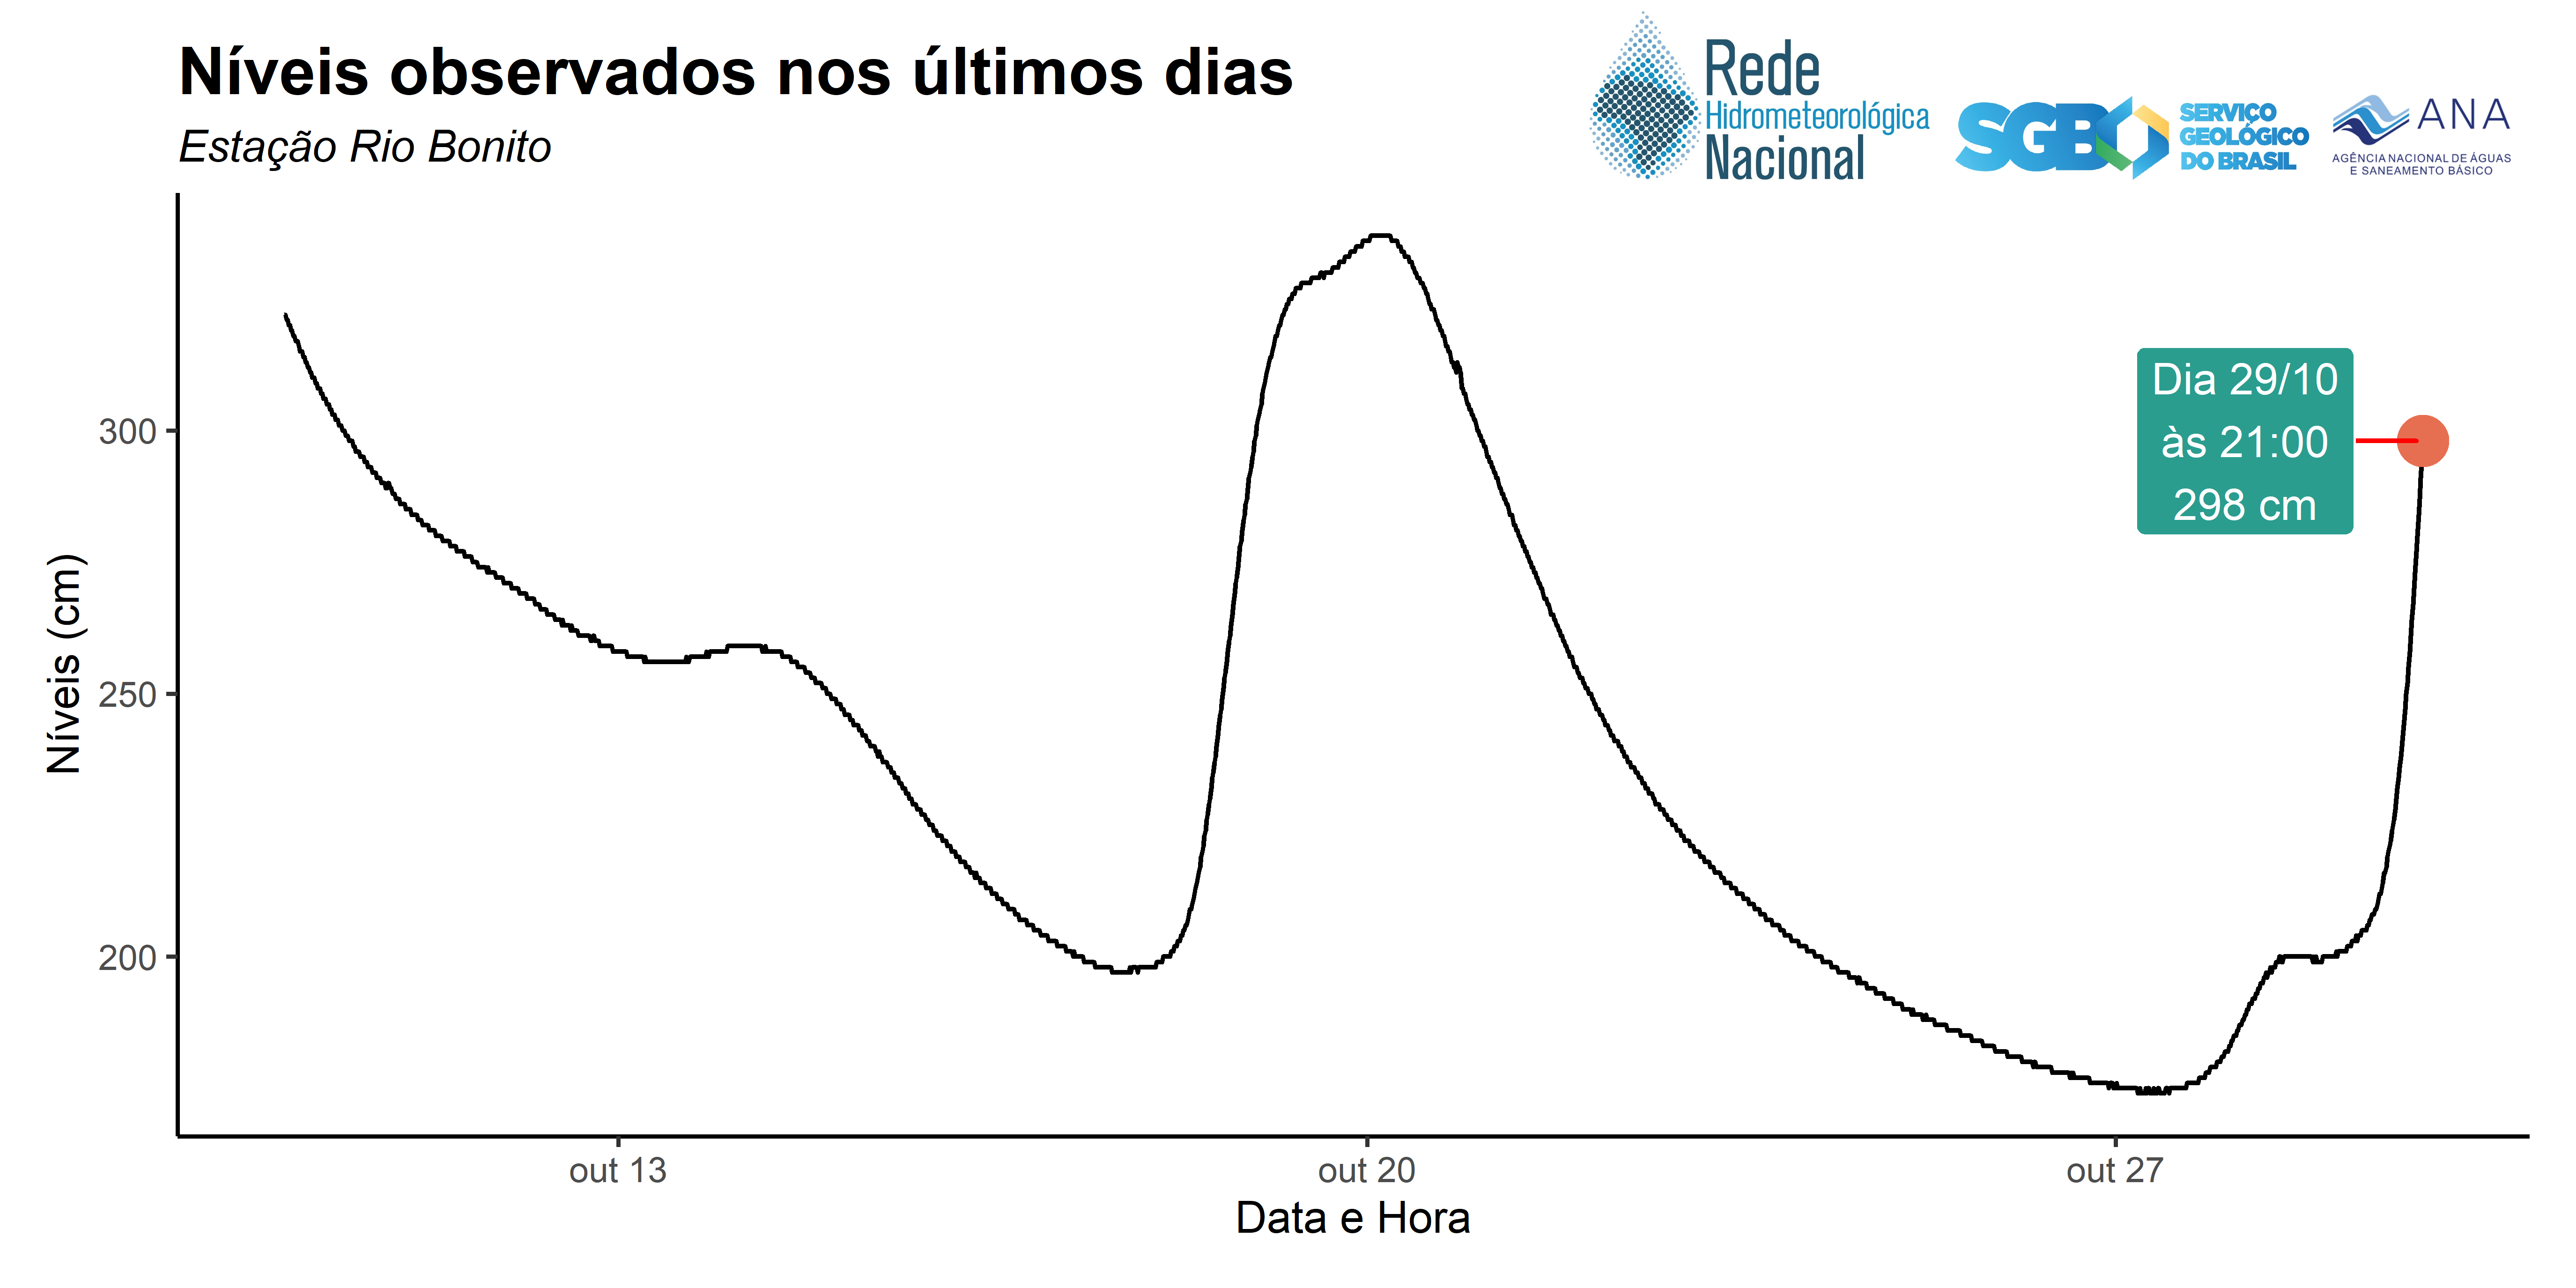 Níveis observados nos últimos dias
Estação Rio Bonito
Rede
Hidrometeorológica
Nacional
SGB
SERVIÇO
GEOLÓGICO
DO BRASIL
ANA
AGÊNCIA NACIONAL DE ÁGUAS
E SANEAMENTO BÁSICO
Níveis (cm)
300
250
200
Dia 29/10
às 21:00
298 cm
out 13
out 20
out 27
Data e Hora